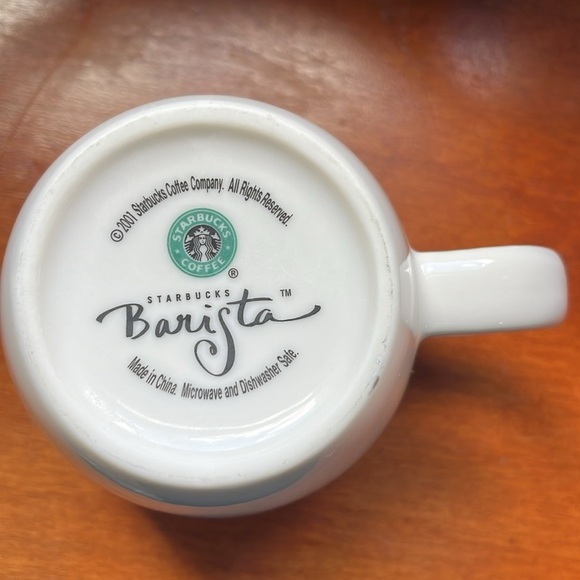 © 2001 Starbucks Coffee Company. All Rights Reserved.
STARBUCKS
COFFEE
®
STARBUCKS
Barista™
Made in China. Microwave and Dishwasher Safe.